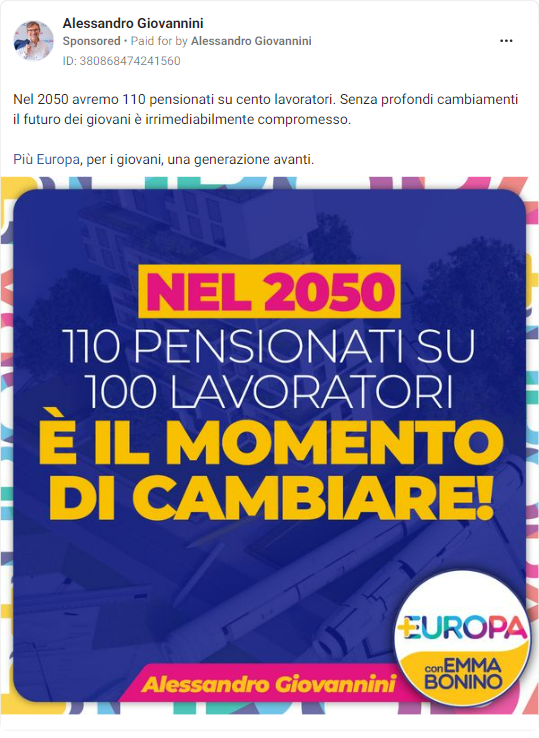 Alessandro Giovannini
Sponsored • Paid for by Alessandro Giovannini
ID: 380868474241560
Nel 2050 avremo 110 pensionati su cento lavoratori. Senza profondi cambiamenti
il futuro dei giovani è irrimediabilmente compromesso.
Più Europa, per i giovani, una generazione avanti.
NEL 2050
110 PENSIONATI SU
100 LAVORATORI
È IL MOMENTO
DI CAMBIARE!
+EUROPA
con EMMA
BONINO
Alessandro Giovannini